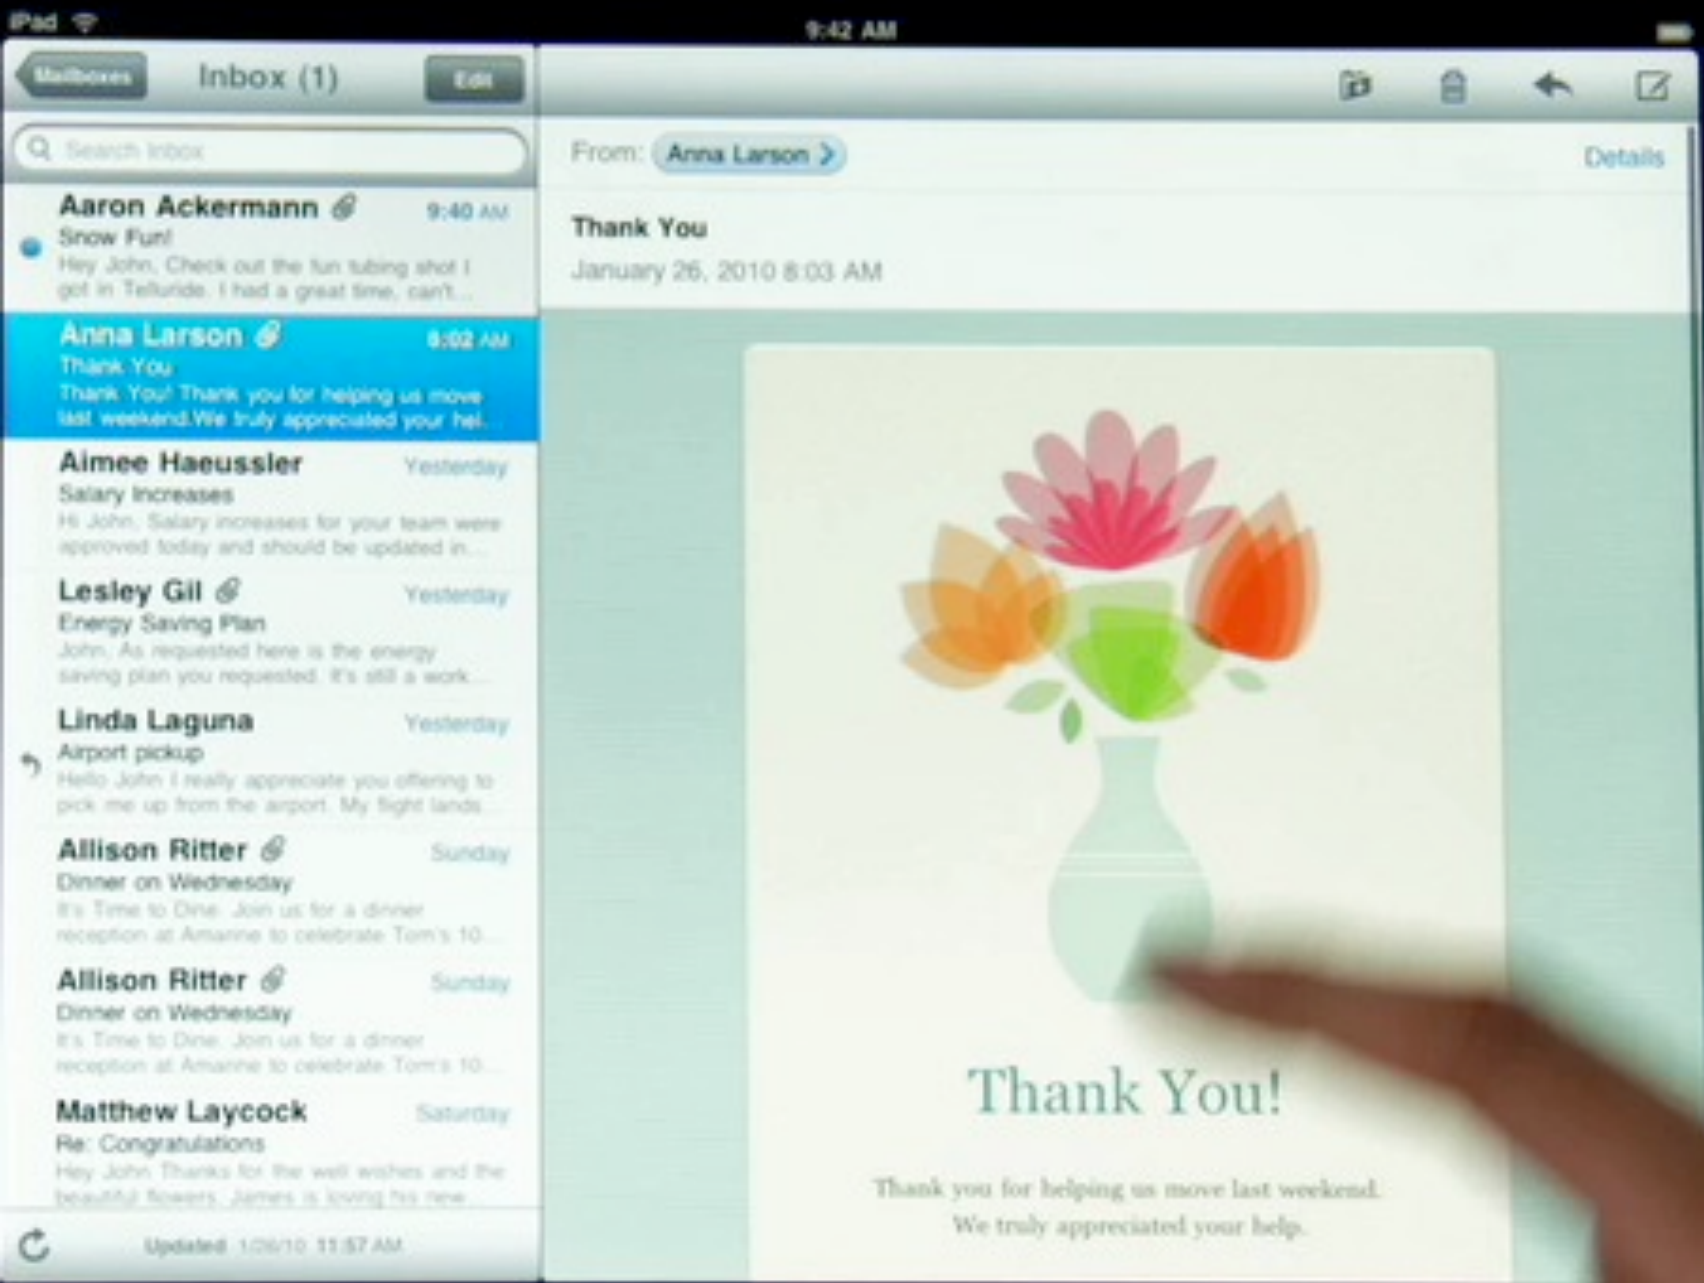 iPad
9:42 AM
Mailboxes
Inbox (1)
Edit
Search Inbox
Aaron Ackermann 9:40 AM
Snow Fun!
Hey John, Check out the fun tubing shot I
got in Telluride. I had a great time, can't...
Anna Larson 8:02 AM
Thank You
Thank You! Thank you for helping us move
last weekend.We truly appreciated your hel...
Aimee Haeussler Yesterday
Salary Increases
Hi John, Salary increases for your team were
approved today and should be updated in...
Lesley Gil Yesterday
Energy Saving Plan
John, As requested here is the energy
saving plan you requested. It's still a work...
Linda Laguna Yesterday
Airport pickup
Hello John I really appreciate you offering to
pick me up from the airport. My flight lands
Allison Ritter Sunday
Dinner on Wednesday
It's Time to Dine. Join us for a dinner
reception at Amarine to celebrate Tom's 10...
Allison Ritter Sunday
Dinner on Wednesday
It's Time to Dine. Join us for a dinner
reception at Amarine to celebrate Tom's 10...
Matthew Laycock Saturday
Re: Congratulations
Hey John Thanks for the well wishes and the
beautiful flowers. James is loving his new
Updated 1/26/10 11:57 AM
From: Anna Larson
Details
Thank You
January 26, 2010 8:03 AM
Thank You!
Thank you for helping us move last weekend.
We truly appreciated your help.